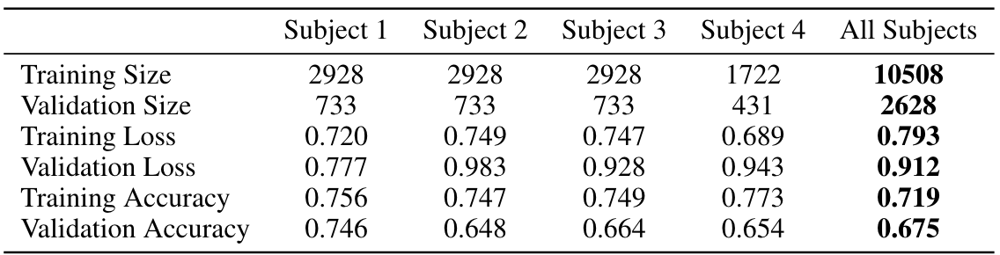 Subject 1 Subject 2 Subject 3 Subject 4 All Subjects
Training Size 2928 2928 2928 1722 10508
Validation Size 733 733 733 431 2628
Training Loss 0.720 0.749 0.747 0.689 0.793
Validation Loss 0.777 0.983 0.928 0.943 0.912
Training Accuracy 0.756 0.747 0.749 0.773 0.719
Validation Accuracy 0.746 0.648 0.664 0.654 0.675